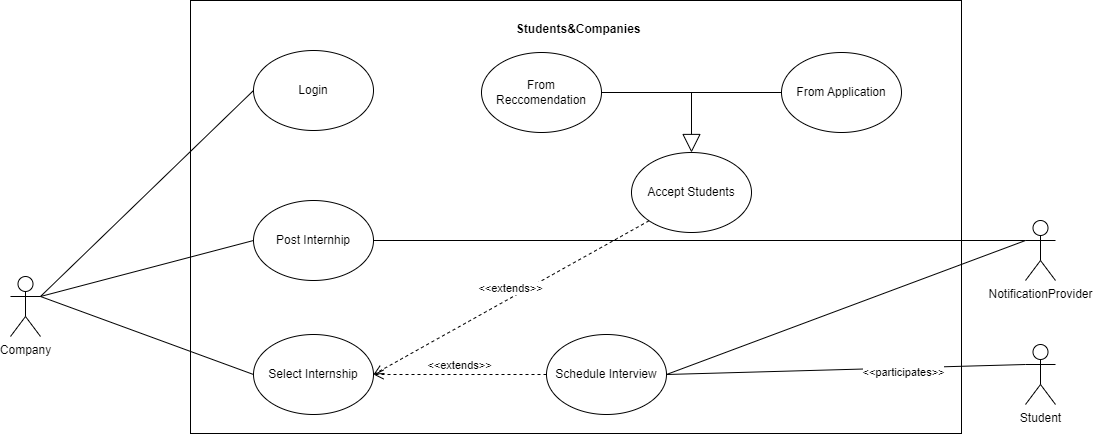 Students&Companies
Login
From
Reccomendation
From Application
Accept Students
Post Internhip
<<extends>>
NotificationProvider
Company
Select Internship
<<extends>>
Schedule Interview
<<participates>>
Student